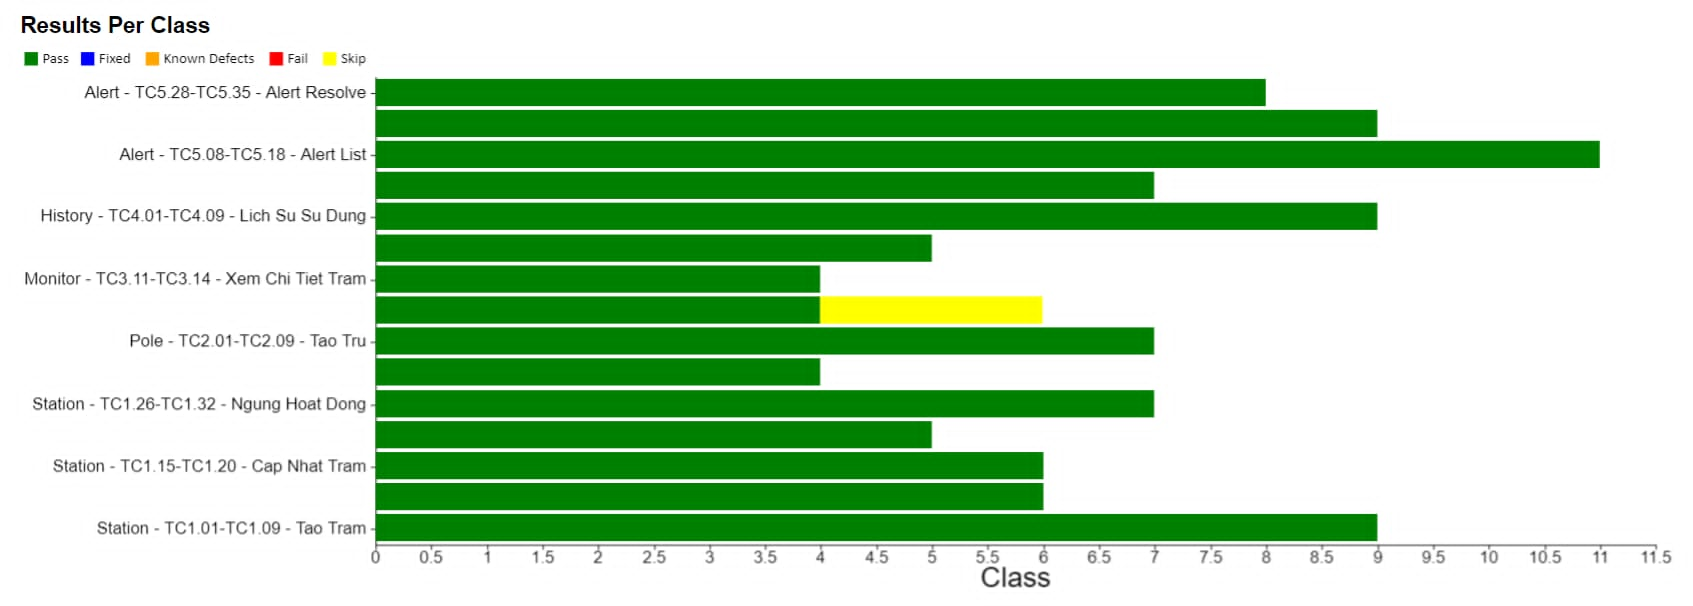 Results Per Class
Pass Fixed Known Defects Fail Skip
Alert - TC5.28-TC5.35 - Alert Resolve
Alert - TC5.08-TC5.18 - Alert List
History - TC4.01-TC4.09 - Lich Su Su Dung
Monitor - TC3.11-TC3.14 - Xem Chi Tiet Tram
Pole - TC2.01-TC2.09 - Tao Tru
Station - TC1.26-TC1.32 - Ngung Hoat Dong
Station - TC1.15-TC1.20 - Cap Nhat Tram
Station - TC1.01-TC1.09 - Tao Tram
0 0.5 1 1.5 2 2.5 3 3.5 4 4.5 5 5.5 6 6.5 7 7.5 8 8.5 9 9.5 10 10.5 11 11.5
Class